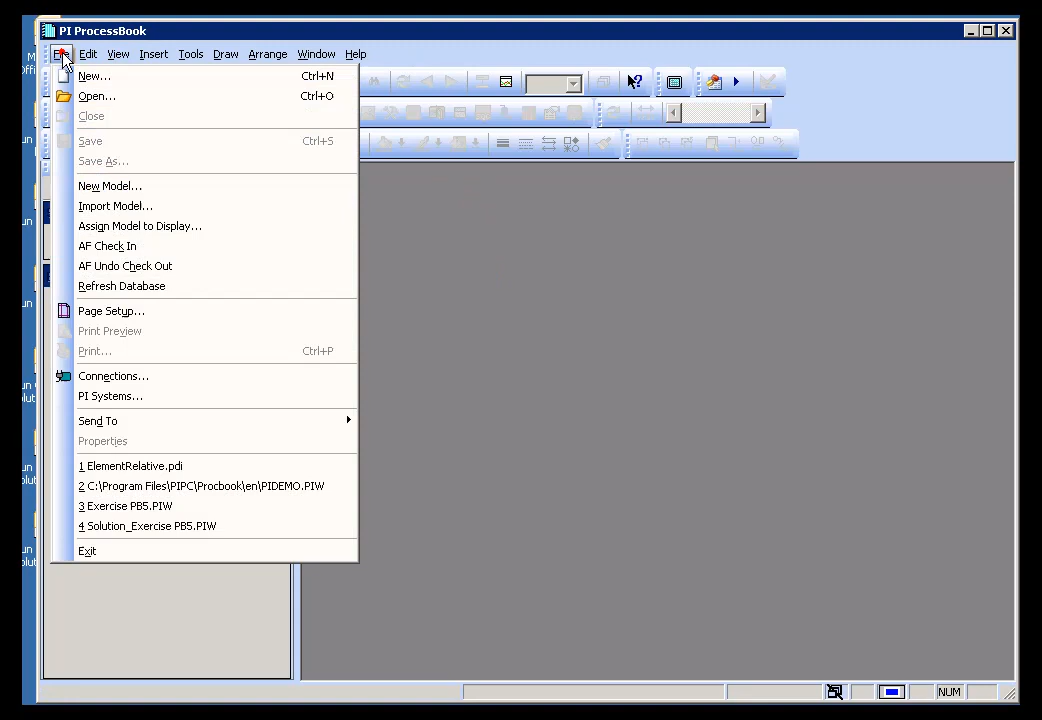 PI ProcessBook
File Edit View Insert Tools Draw Arrange Window Help
New... Ctrl+N
Open... Ctrl+O
Close
Save Ctrl+S
Save As...
New Model...
Import Model...
Assign Model to Display...
AF Check In
AF Undo Check Out
Refresh Database
Page Setup...
Print Preview
Print... Ctrl+P
Connections...
PI Systems...
Send To
Properties
1 ElementRelative.pdi
2 C:\Program Files\PIPC\Procbook\en\PIDEMO.PIW
3 Exercise PB5.PIW
4 Solution_Exercise PB5.PIW
Exit
NUM